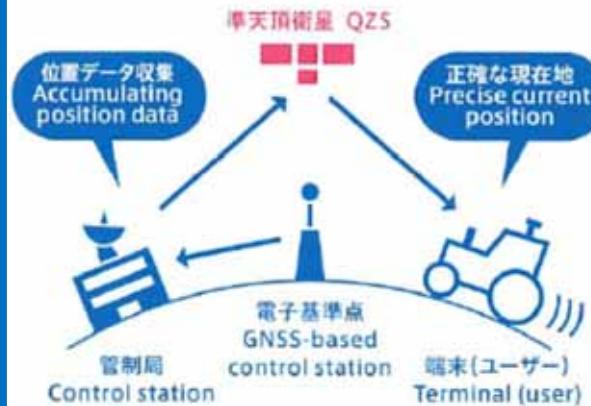 準天頂衛星 QZS
位置データ収集
Accumulating
position data
正確な現在地
Precise current
position
電子基準点
GNSS-based
control station
管制局
Control station
端末(ユーザー)
Terminal (user)